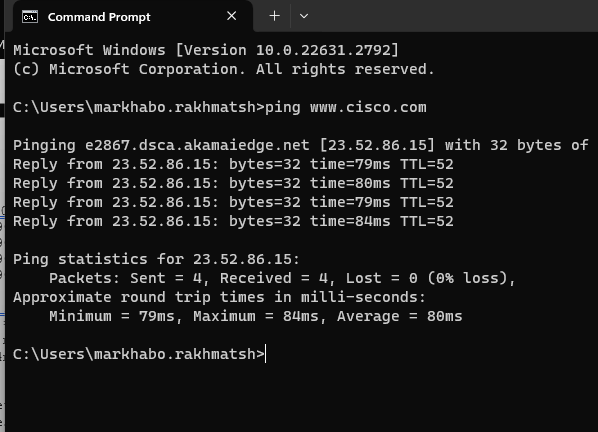 Command Prompt
Microsoft Windows [Version 10.0.22631.2792]
(c) Microsoft Corporation. All rights reserved.
C:\Users\markhabo.rakhmatsh>ping www.cisco.com
Pinging e2867.dsca.akamaiedge.net [23.52.86.15] with 32 bytes of
Reply from 23.52.86.15: bytes=32 time=79ms TTL=52
Reply from 23.52.86.15: bytes=32 time=80ms TTL=52
Reply from 23.52.86.15: bytes=32 time=79ms TTL=52
Reply from 23.52.86.15: bytes=32 time=84ms TTL=52
Ping statistics for 23.52.86.15:
Packets: Sent = 4, Received = 4, Lost = 0 (0% loss),
Approximate round trip times in milli-seconds:
Minimum = 79ms, Maximum = 84ms, Average = 80ms
C:\Users\markhabo.rakhmatsh>